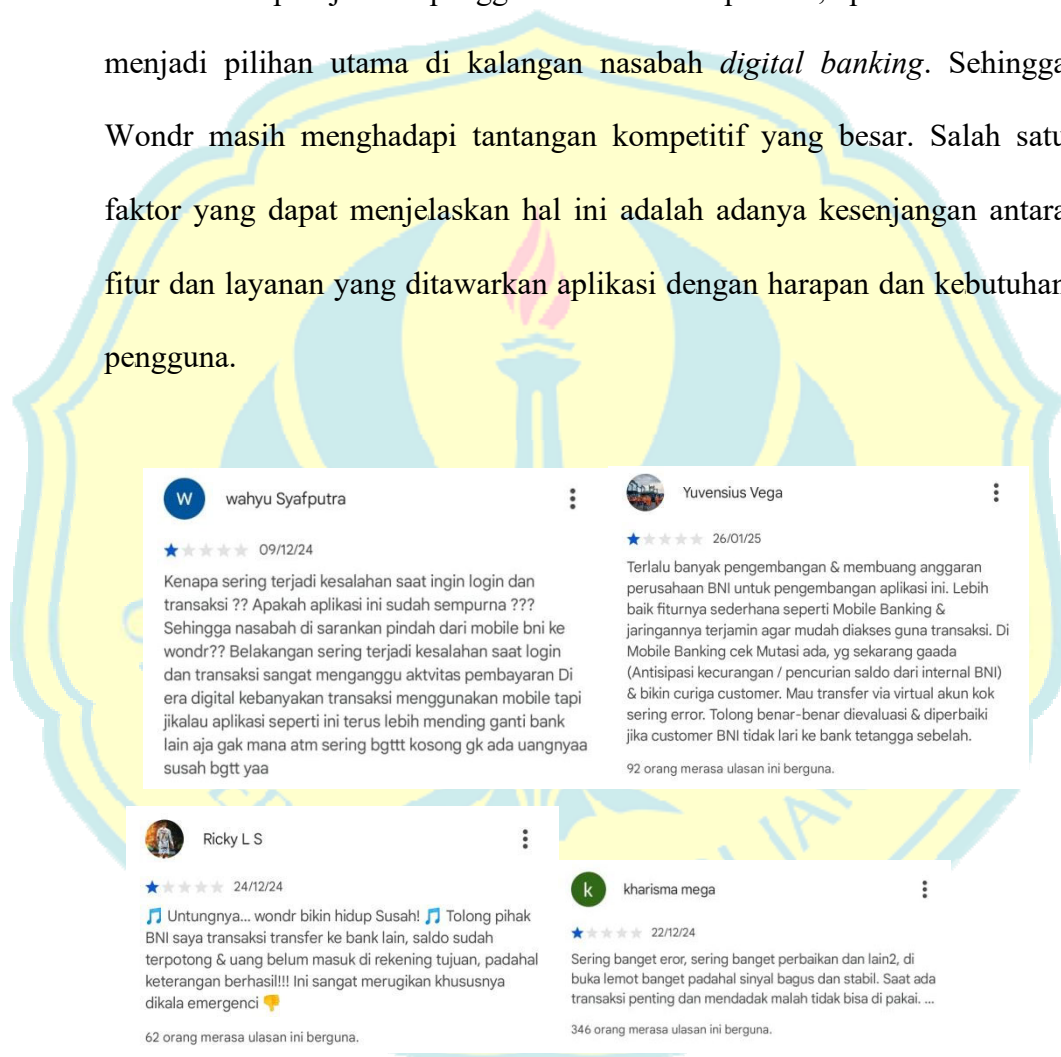 menjadi pilihan utama di kalangan nasabah digital banking. Sehingga
Wondr masih menghadapi tantangan kompetitif yang besar. Salah satu
faktor yang dapat menjelaskan hal ini adalah adanya kesenjangan antara
fitur dan layanan yang ditawarkan aplikasi dengan harapan dan kebutuhan
pengguna.
W
wahyu Syafputra
09/12/24
Kenapa sering terjadi kesalahan saat ingin login dan
transaksi ?? Apakah aplikasi ini sudah sempurna ???
Sehingga nasabah di sarankan pindah dari mobile bni ke
wondr?? Belakangan sering terjadi kesalahan saat login
dan transaksi sangat menganggu aktvitas pembayaran Di
era digital kebanyakan transaksi menggunakan mobile tapi
jikalau aplikasi seperti ini terus lebih mending ganti bank
lain aja gak mana atm sering bgttt kosong gk ada uangnyaa
susah bgtt yaa
Yuvensius Vega
26/01/25
Terlalu banyak pengembangan & membuang anggaran
perusahaan BNI untuk pengembangan aplikasi ini. Lebih
baik fiturnya sederhana seperti Mobile Banking &
jaringannya terjamin agar mudah diakses guna transaksi. Di
Mobile Banking cek Mutasi ada, yg sekarang gaada
(Antisipasi kecurangan / pencurian saldo dari internal BNI)
& bikin curiga customer. Mau transfer via virtual akun kok
sering error. Tolong benar-benar dievaluasi & diperbaiki
jika customer BNI tidak lari ke bank tetangga sebelah.
92 orang merasa ulasan ini berguna.
Ricky L S
24/12/24
🎵 Untungnya... wondr bikin hidup Susah! 🎵 Tolong pihak
BNI saya transaksi transfer ke bank lain, saldo sudah
terpotong & uang belum masuk di rekening tujuan, padahal
keterangan berhasil!!! Ini sangat merugikan khususnya
dikala emergenci 👎
62 orang merasa ulasan ini berguna.
k
kharisma mega
22/12/24
Sering banget eror, sering banget perbaikan dan lain2, di
buka lemot banget padahal sinyal bagus dan stabil. Saat ada
transaksi penting dan mendadak malah tidak bisa di pakai. ...
346 orang merasa ulasan ini berguna.